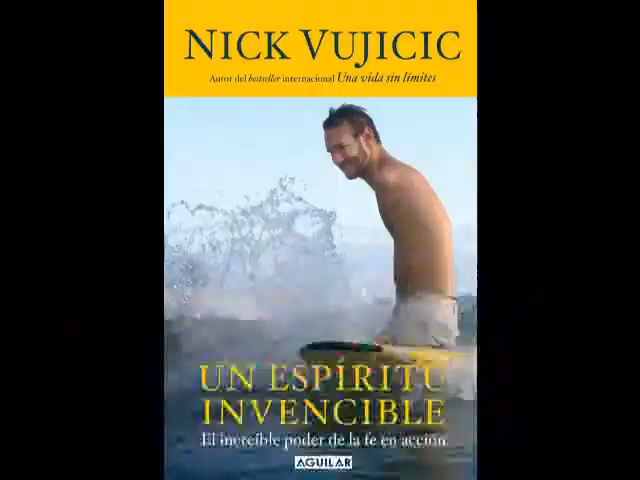 NICK VUJICIC
Autor del bestseller internacional Una vida sin límites
UN ESPÍRITU
INVENCIBLE
El increíble poder de la fe en acción
AGUILAR